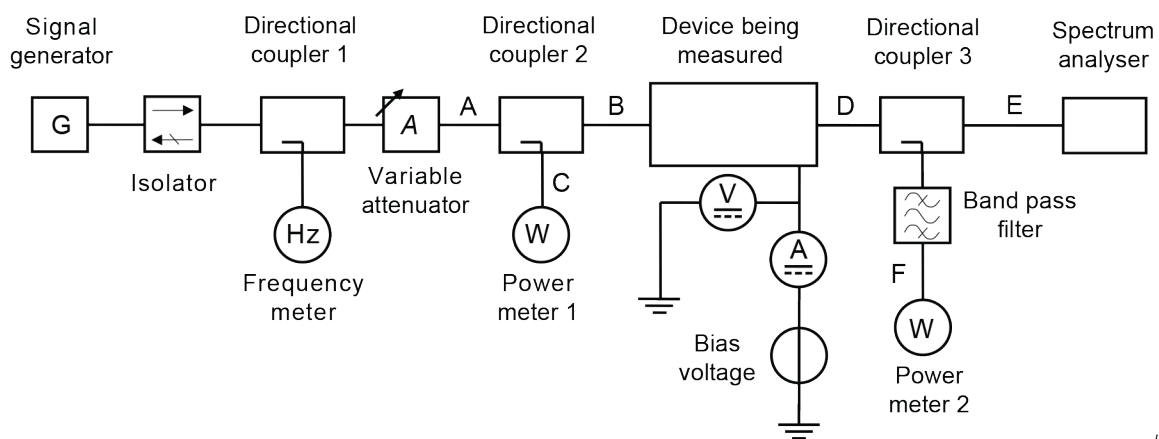 Signal
generator
Directional
coupler 1
Directional
coupler 2
Device being
measured
Directional
coupler 3
Spectrum
analyser
G
A
A
B
D
E
Isolator
Variable
attenuator
C
V
Band pass
filter
Hz
W
A
F
Frequency
meter
Power
meter 1
W
Bias
voltage
Power
meter 2